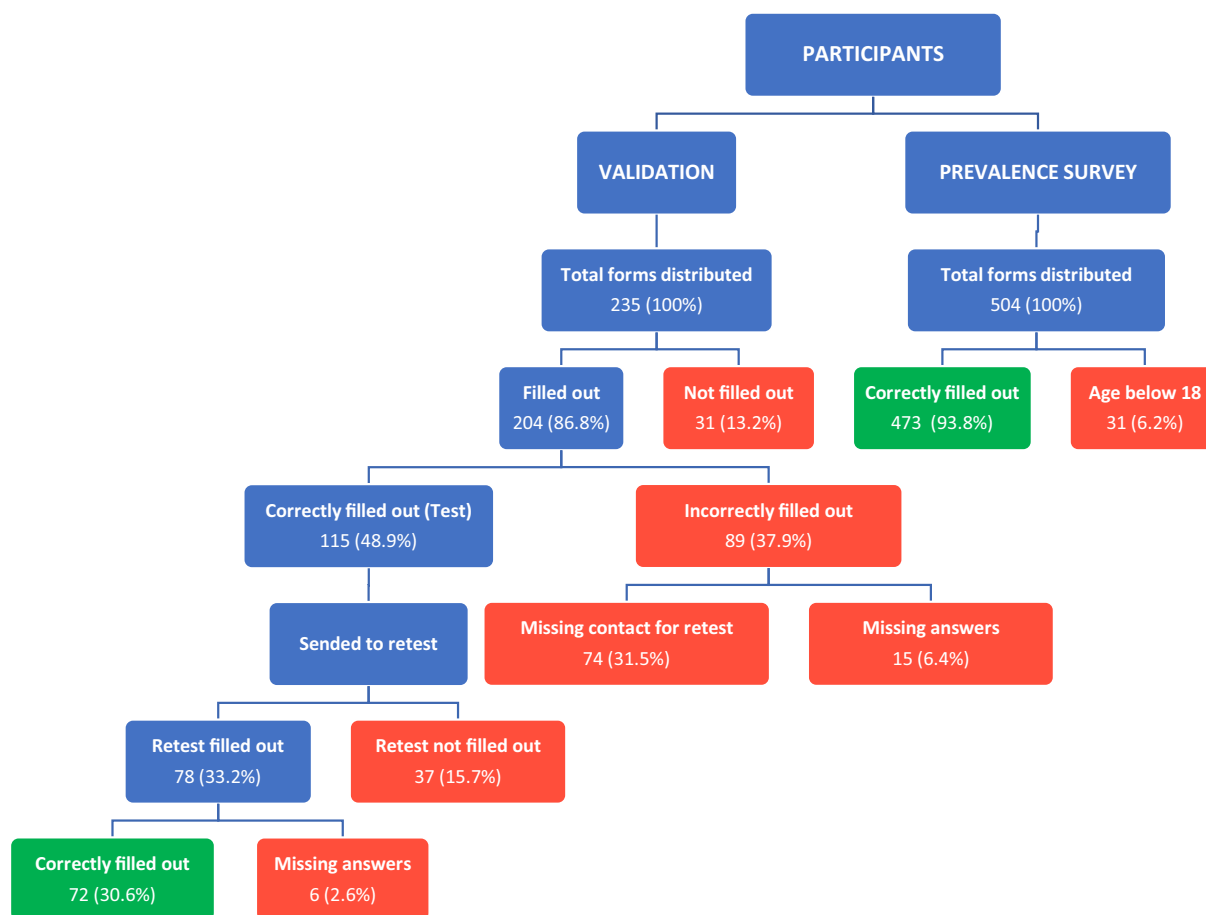 PARTICIPANTS
VALIDATION
PREVALENCE SURVEY
Total forms distributed
235 (100%)
Total forms distributed
504 (100%)
Filled out
204 (86.8%)
Not filled out
31 (13.2%)
Correctly filled out
473 (93.8%)
Age below 18
31 (6.2%)
Correctly filled out (Test)
115 (48.9%)
Incorrectly filled out
89 (37.9%)
Sended to retest
Missing contact for retest
74 (31.5%)
Missing answers
15 (6.4%)
Retest filled out
78 (33.2%)
Retest not filled out
37 (15.7%)
Correctly filled out
72 (30.6%)
Missing answers
6 (2.6%)